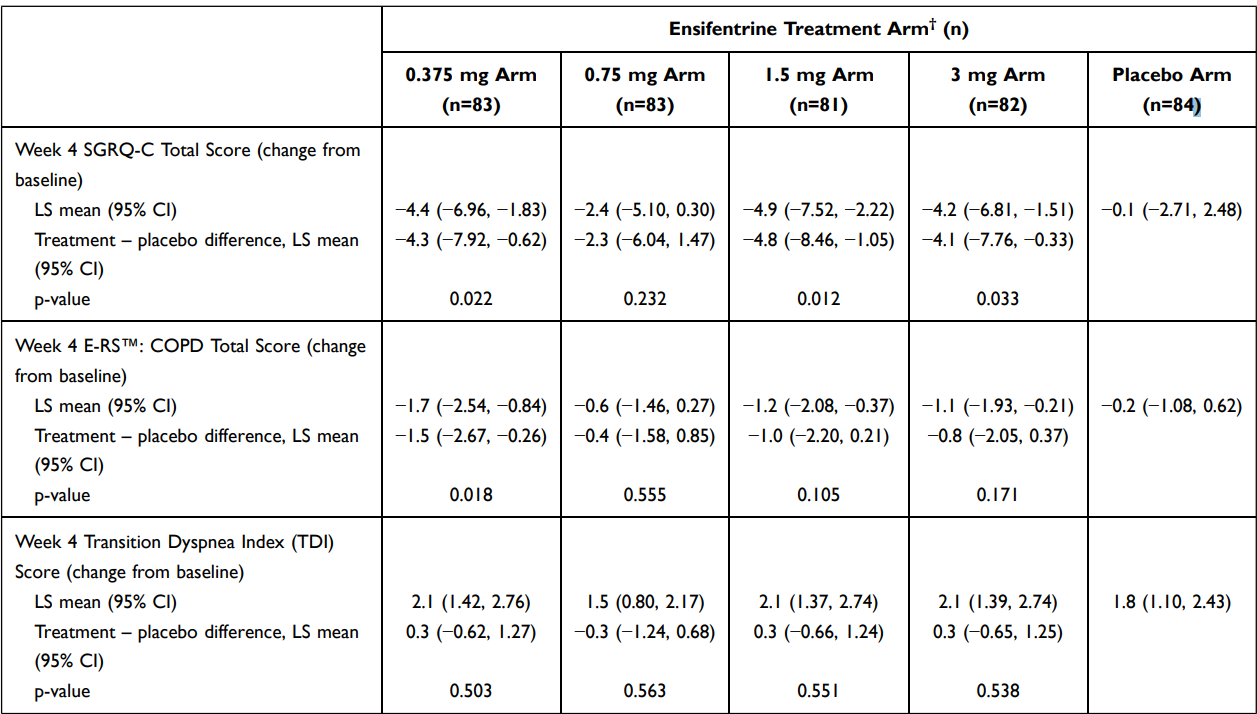 Ensifentrine Treatment Arm† (n)
0.375 mg Arm (n=83) 0.75 mg Arm (n=83) 1.5 mg Arm (n=81) 3 mg Arm (n=82) Placebo Arm (n=84)
Week 4 SGRQ-C Total Score (change from
baseline)
LS mean (95% CI) −4.4 (−6.96, −1.83) −2.4 (−5.10, 0.30) −4.9 (−7.52, −2.22) −4.2 (−6.81, −1.51) −0.1 (−2.71, 2.48)
Treatment – placebo difference, LS mean −4.3 (−7.92, −0.62) −2.3 (−6.04, 1.47) −4.8 (−8.46, −1.05) −4.1 (−7.76, −0.33)
(95% CI)
p-value 0.022 0.232 0.012 0.033
Week 4 E-RS™: COPD Total Score (change
from baseline)
LS mean (95% CI) −1.7 (−2.54, −0.84) −0.6 (−1.46, 0.27) −1.2 (−2.08, −0.37) −1.1 (−1.93, −0.21) −0.2 (−1.08, 0.62)
Treatment – placebo difference, LS mean −1.5 (−2.67, −0.26) −0.4 (−1.58, 0.85) −1.0 (−2.20, 0.21) −0.8 (−2.05, 0.37)
(95% CI)
p-value 0.018 0.555 0.105 0.171
Week 4 Transition Dyspnea Index (TDI)
Score (change from baseline)
LS mean (95% CI) 2.1 (1.42, 2.76) 1.5 (0.80, 2.17) 2.1 (1.37, 2.74) 2.1 (1.39, 2.74) 1.8 (1.10, 2.43)
Treatment – placebo difference, LS mean 0.3 (−0.62, 1.27) −0.3 (−1.24, 0.68) 0.3 (−0.66, 1.24) 0.3 (−0.65, 1.25)
(95% CI)
p-value 0.503 0.563 0.551 0.538